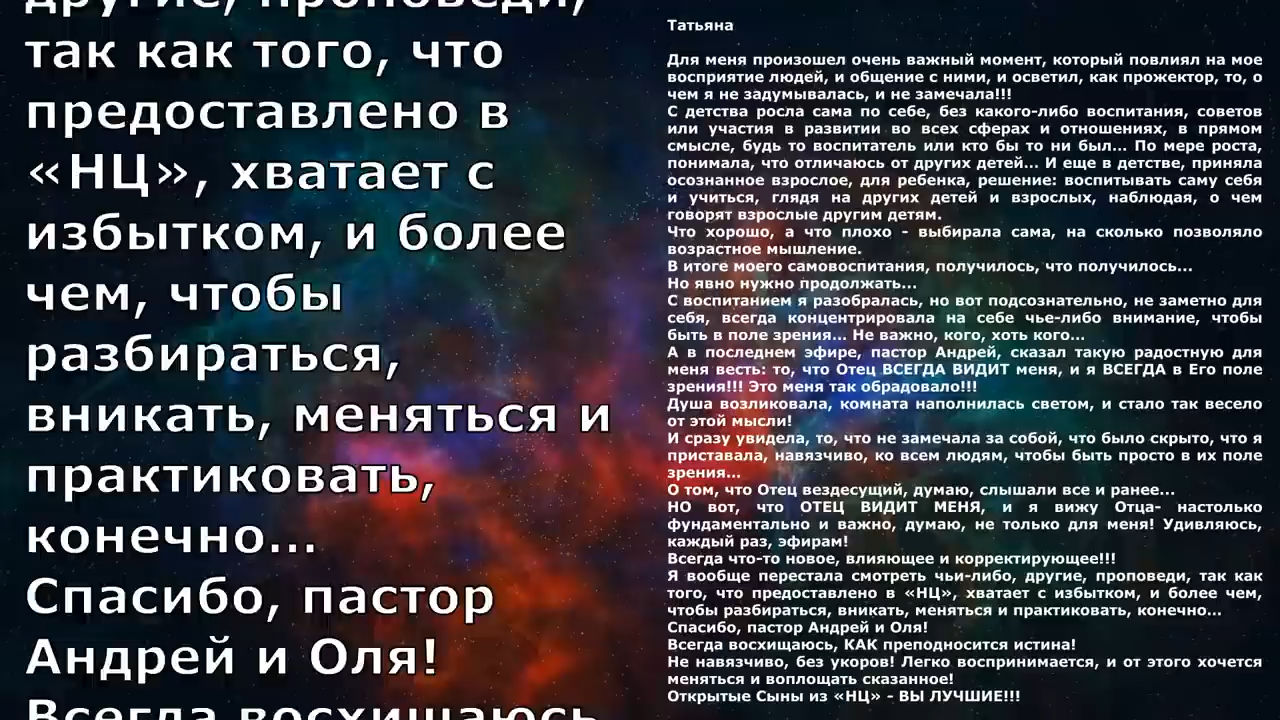 другие, проповеди,
так как того, что
предоставлено в
«НЦ», хватает с
избытком, и более
чем, чтобы
разбираться,
вникать, меняться и
практиковать,
конечно...
Спасибо, пастор
Андрей и Оля!
Всегда восхищаюсь,
Татьяна
Для меня произошел очень важный момент, который повлиял на мое
восприятие людей, и общение с ними, и осветил, как прожектор, то, о
чем я не задумывалась, и не замечала!!!
С детства росла сама по себе, без какого-либо воспитания, советов
или участия в развитии во всех сферах и отношениях, в прямом
смысле, будь то воспитатель или кто бы то ни был... По мере роста,
понимала, что отличаюсь от других детей... И еще в детстве, приняла
осознанное взрослое, для ребенка, решение: воспитывать саму себя
и учиться, глядя на других детей и взрослых, наблюдая, о чем
говорят взрослые другим детям.
Что хорошо, а что плохо - выбирала сама, на сколько позволяло
возрастное мышление.
В итоге моего самовоспитания, получилось, что получилось...
Но явно нужно продолжать...
С воспитанием я разобралась, но вот подсознательно, не заметно для
себя, всегда концентрировала на себе чье-либо внимание, чтобы
быть в поле зрения... Не важно, кого, хоть кого...
А в последнем эфире, пастор Андрей, сказал такую радостную для
меня весть: то, что Отец ВСЕГДА ВИДИТ меня, и я ВСЕГДА в Его поле
зрения!!! Это меня так обрадовало!!!
Душа возликовала, комната наполнилась светом, и стало так весело
от этой мысли!
И сразу увидела, то, что не замечала за собой, что было скрыто, что я
приставала, навязчиво, ко всем людям, чтобы быть просто в их поле
зрения...
О том, что Отец вездесущий, думаю, слышали все и ранее...
НО вот, что ОТЕЦ ВИДИТ МЕНЯ, и я вижу Отца- настолько
фундаментально и важно, думаю, не только для меня! Удивляюсь,
каждый раз, эфирам!
Всегда что-то новое, влияющее и корректирующее!!!
Я вообще перестала смотреть чьи-либо, другие, проповеди, так как
того, что предоставлено в «НЦ», хватает с избытком, и более чем,
чтобы разбираться, вникать, меняться и практиковать, конечно...
Спасибо, пастор Андрей и Оля!
Всегда восхищаюсь, КАК преподносится истина!
Не навязчиво, без укоров! Легко воспринимается, и от этого хочется
меняться и воплощать сказанное!
Открытые Сыны из «НЦ» - ВЫ ЛУЧШИЕ!!!